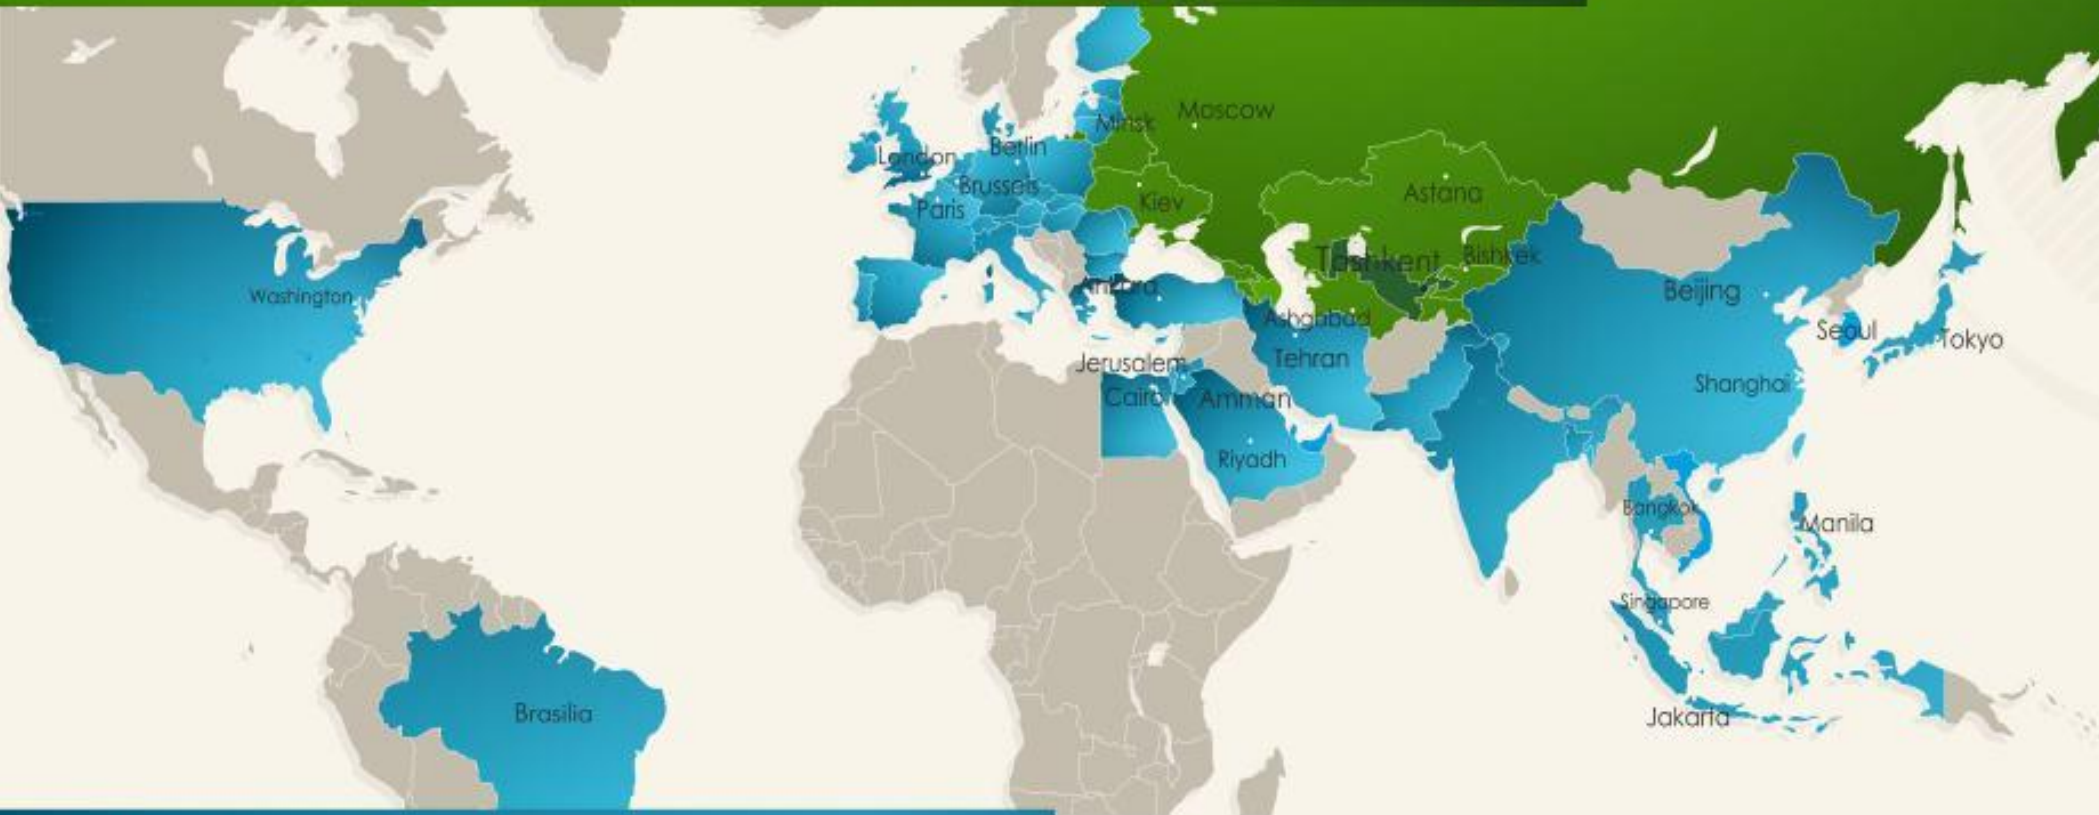 Moscow
Minsk
Berlin
London
Brussels
Astana
Kiev
Paris
Bishkek
Tashkent
Ankara
Beijing
Washington
Ashgabad
Seoul
Tokyo
Tehran
Jerusalem
Shanghai
Cairo
Amman
Riyadh
Bangkok
Manila
Singapore
Brasilia
Jakarta